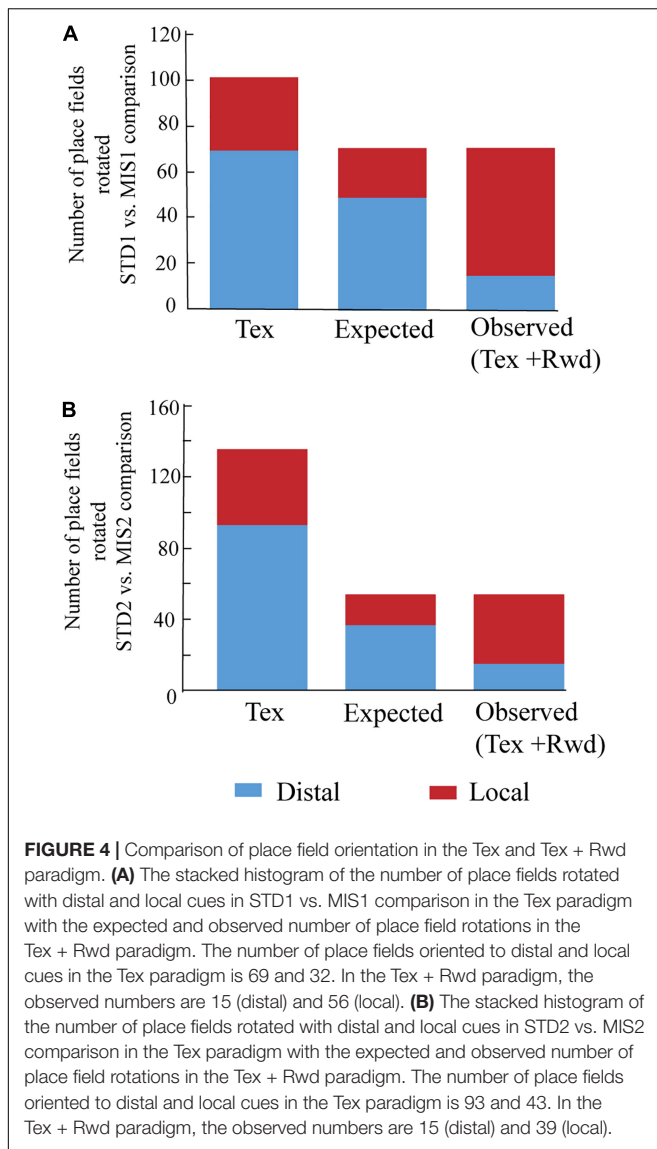 A
Number of place fields
rotated
STD1 vs. MIS1 comparison
120
100
80
60
40
20
0
Tex
Expected
Observed
(Tex +Rwd)
B
Number of place fields
rotated
STD2 vs. MIS2 comparison
160
120
80
40
0
Tex
Expected
Observed
(Tex +Rwd)
Distal
Local
FIGURE 4 | Comparison of place field orientation in the Tex and Tex + Rwd
paradigm. (A) The stacked histogram of the number of place fields rotated
with distal and local cues in STD1 vs. MIS1 comparison in the Tex paradigm
with the expected and observed number of place field rotations in the
Tex + Rwd paradigm. The number of place fields oriented to distal and local
cues in the Tex paradigm is 69 and 32. In the Tex + Rwd paradigm, the
observed numbers are 15 (distal) and 56 (local). (B) The stacked histogram of
the number of place fields rotated with distal and local cues in STD2 vs. MIS2
comparison in the Tex paradigm with the expected and observed number of
place field rotations in the Tex + Rwd paradigm. The number of place fields
oriented to distal and local cues in the Tex paradigm is 93 and 43. In the
Tex + Rwd paradigm, the observed numbers are 15 (distal) and 39 (local).